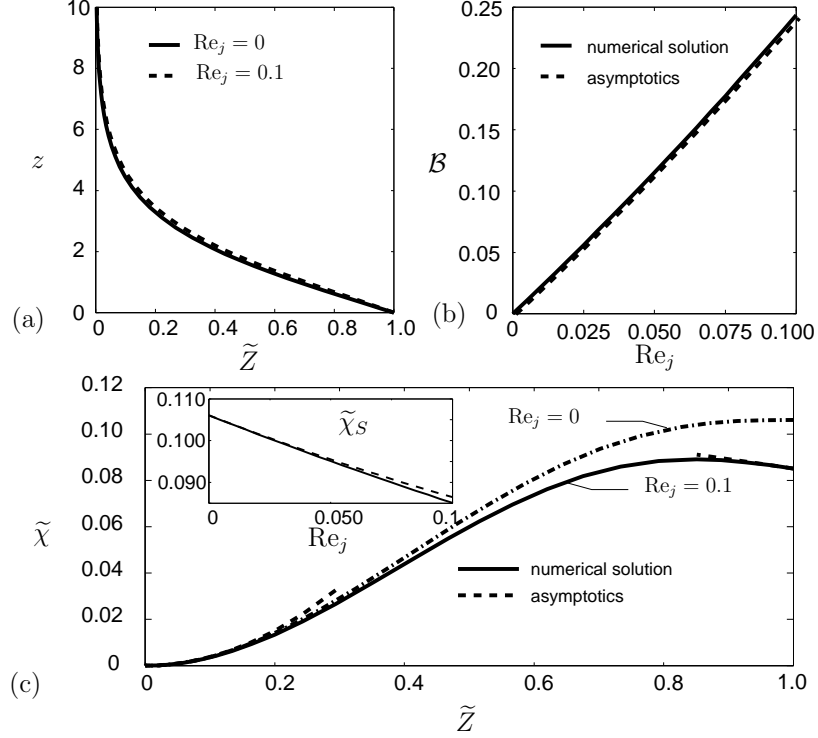 10
8
6
4
2
0
z
Re_j = 0
Re_j = 0.1
0
0.2
0.4
0.6
0.8
1.0
Z̃
(a)
0.25
0.20
0.15
0.10
0.05
0
ℬ
numerical solution
asymptotics
0
0.025
0.050
0.075
0.100
Re_j
(b)
0.12
0.10
0.08
0.06
0.04
0.02
0
χ̃
0.110
0.100
0.090
χ̃_S
0
0.050
0.1
Re_j
Re_j = 0
Re_j = 0.1
numerical solution
asymptotics
0
0.2
0.4
0.6
0.8
1.0
Z̃
(c)